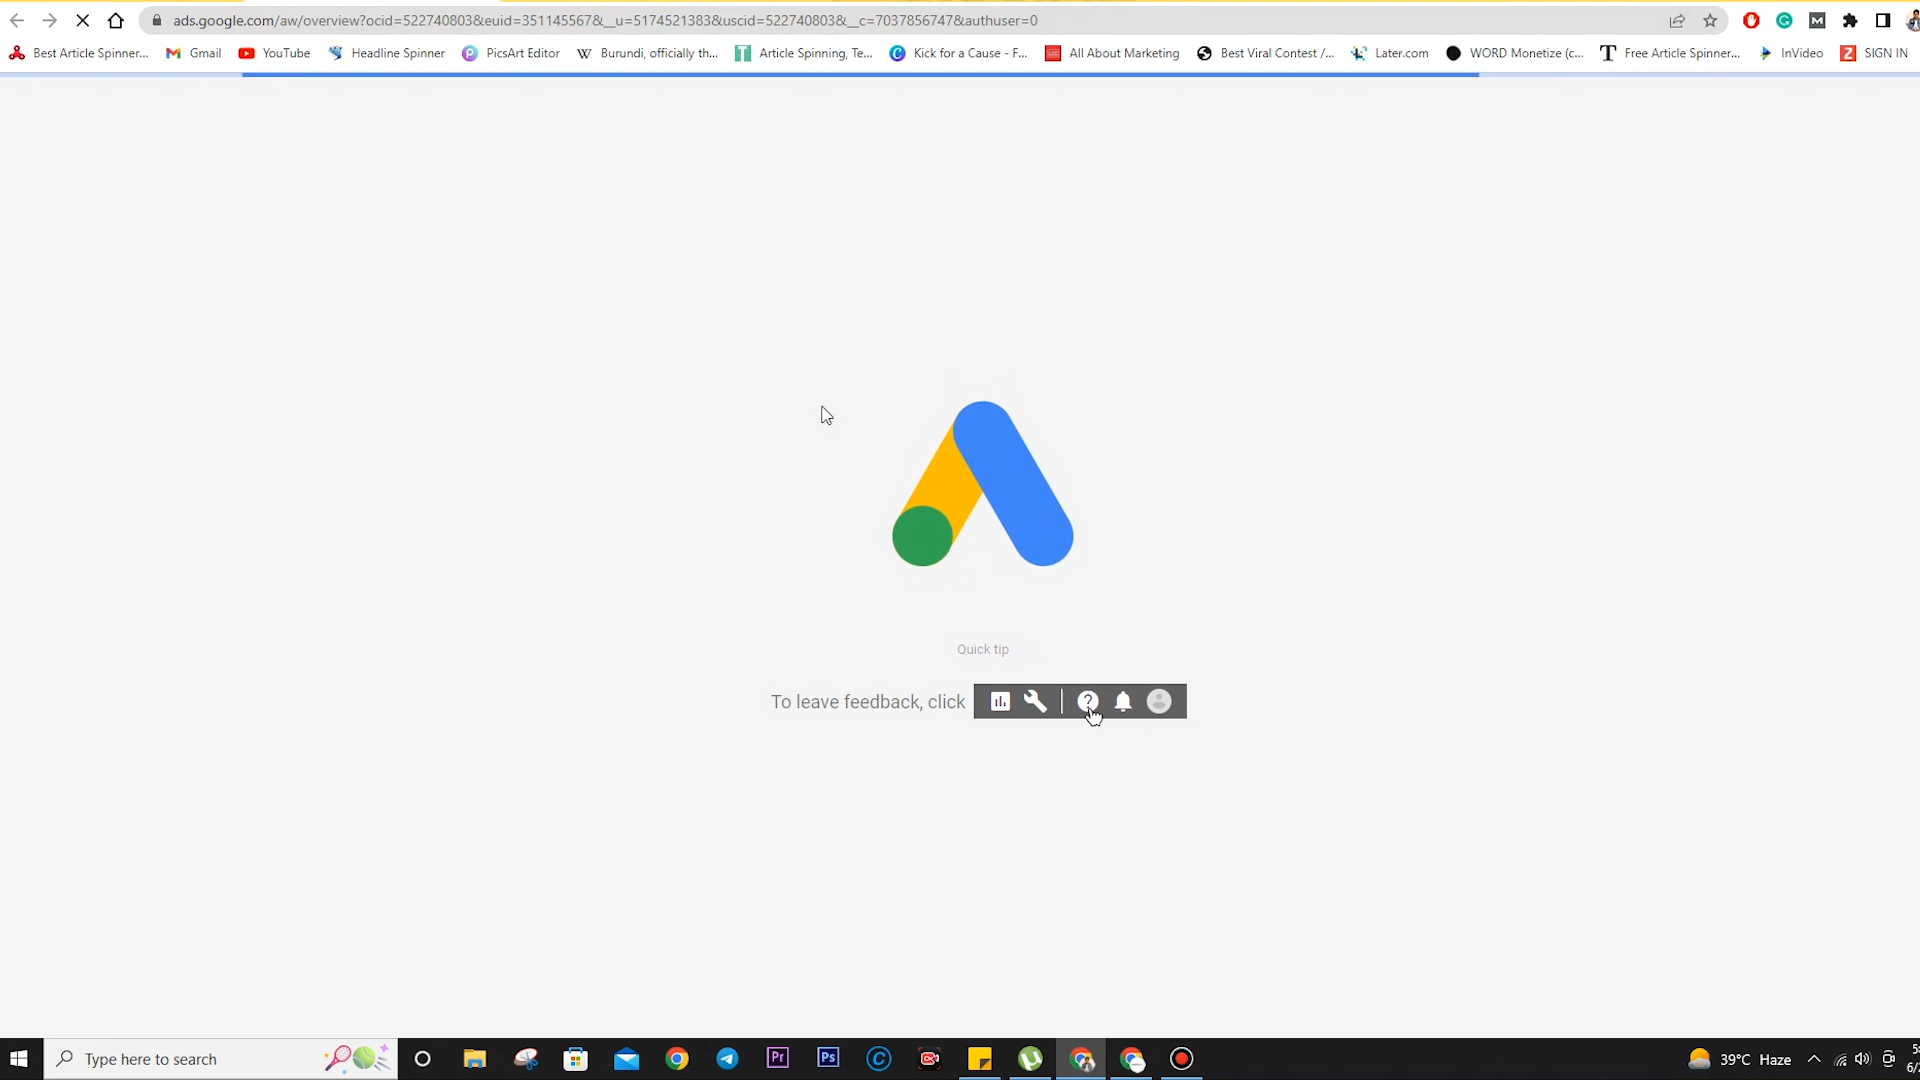 ads.google.com/aw/overview?ocid=522740803&euid=351145567&__u=5174521383&uscid=522740803&__c=7037856747&authuser=0
Best Article Spinner... Gmail YouTube Headline Spinner PicsArt Editor Burundi, officially th... Article Spinning, Te... Kick for a Cause - F... All About Marketing Best Viral Contest /... Later.com WORD Monetize (c... Free Article Spinner... InVideo SIGN IN
Quick tip
To leave feedback, click
Type here to search
Pr
Ps
39°C Haze